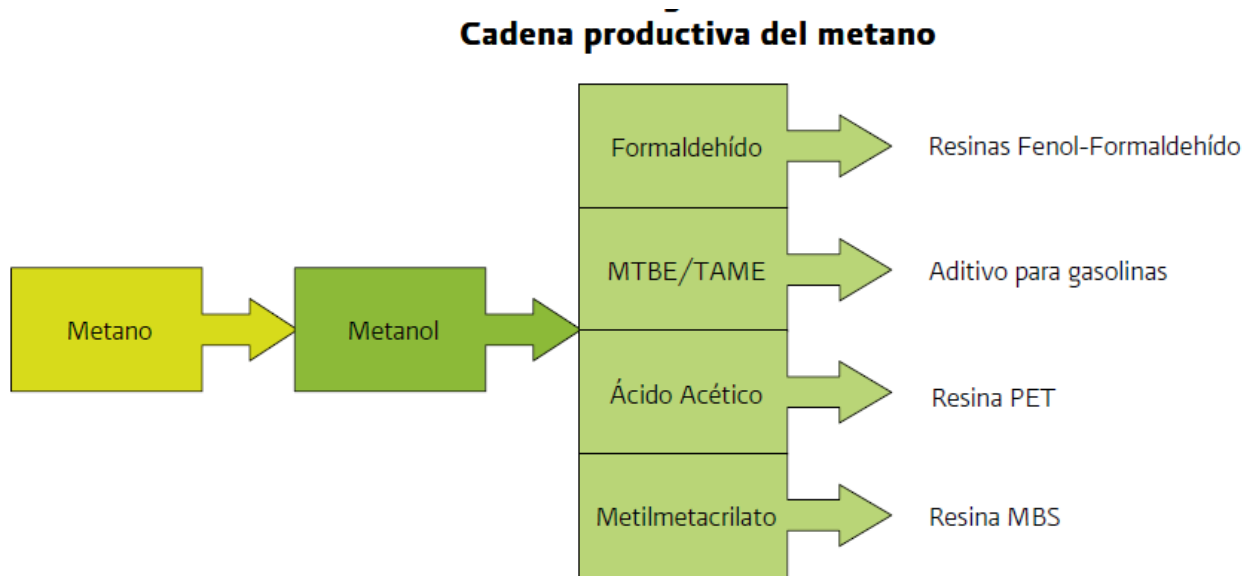 Cadena productiva del metano
Formaldehído
Resinas Fenol-Formaldehído
MTBE/TAME
Aditivo para gasolinas
Metano
Metanol
Ácido Acético
Resina PET
Metilmetacrilato
Resina MBS